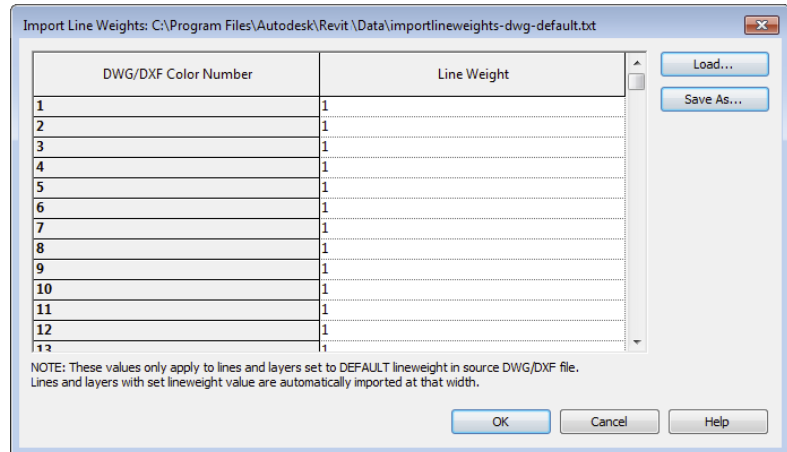 Import Line Weights: C:\Program Files\Autodesk\Revit \Data\importlineweights-dwg-default.txt
DWG/DXF Color Number Line Weight
Load...
Save As...
1 1
2 1
3 1
4 1
5 1
6 1
7 1
8 1
9 1
10 1
11 1
12 1
13 1
NOTE: These values only apply to lines and layers set to DEFAULT lineweight in source DWG/DXF file.
Lines and layers with set lineweight value are automatically imported at that width.
OK Cancel Help